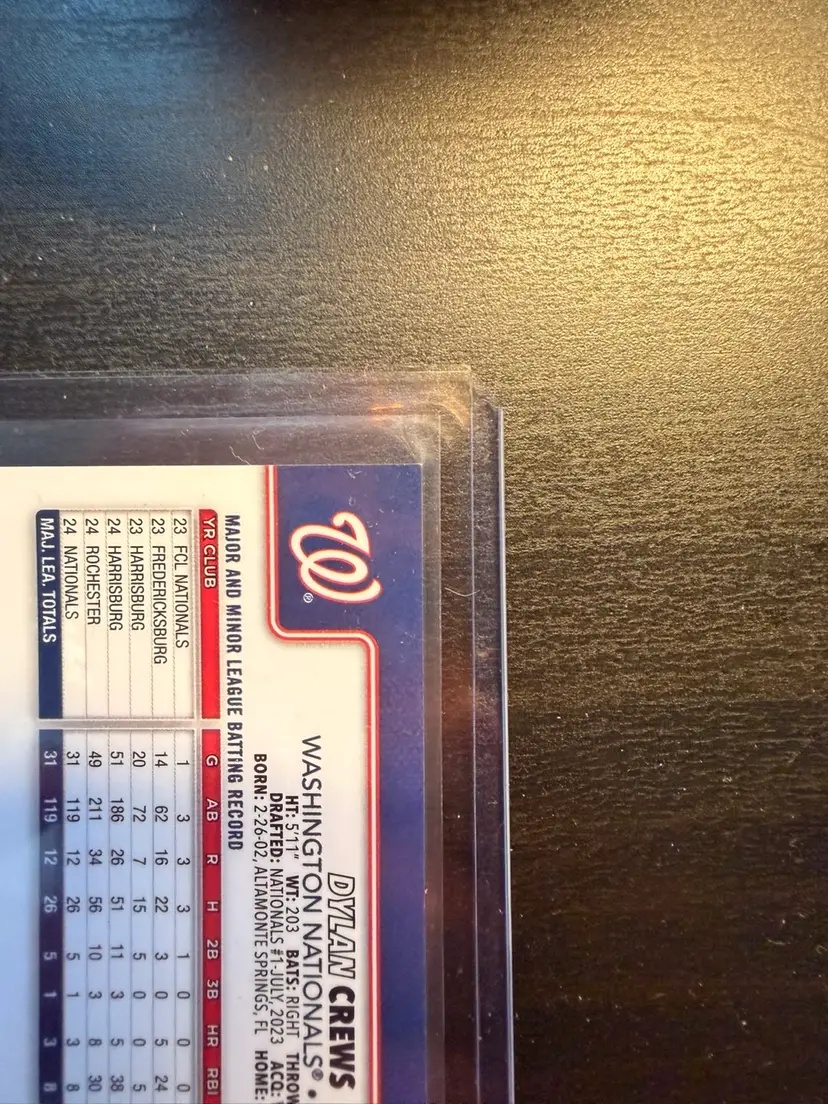 W®
DYLAN CREWS
WASHINGTON NATIONALS® •
HT: 5'11" WT: 203 BATS: RIGHT THROW
DRAFTED: NATIONALS #1-JULY, 2023 ACQ:
BORN: 2-26-02, ALTAMONTE SPRINGS, FL HOME:
MAJOR AND MINOR LEAGUE BATTING RECORD
YR CLUB G AB R H 2B 3B HR RBI
23 FCL NATIONALS 1 3 3 3 1 0 0 0
23 FREDERICKSBURG 14 62 16 22 3 0 5 24
23 HARRISBURG 20 72 7 15 5 0 0 5
24 HARRISBURG 51 186 26 51 11 3 5 38
24 ROCHESTER 49 211 34 56 10 3 8 30
24 NATIONALS 31 119 12 26 5 1 3 8
MAJ. LEA. TOTALS 31 119 12 26 5 1 3 8